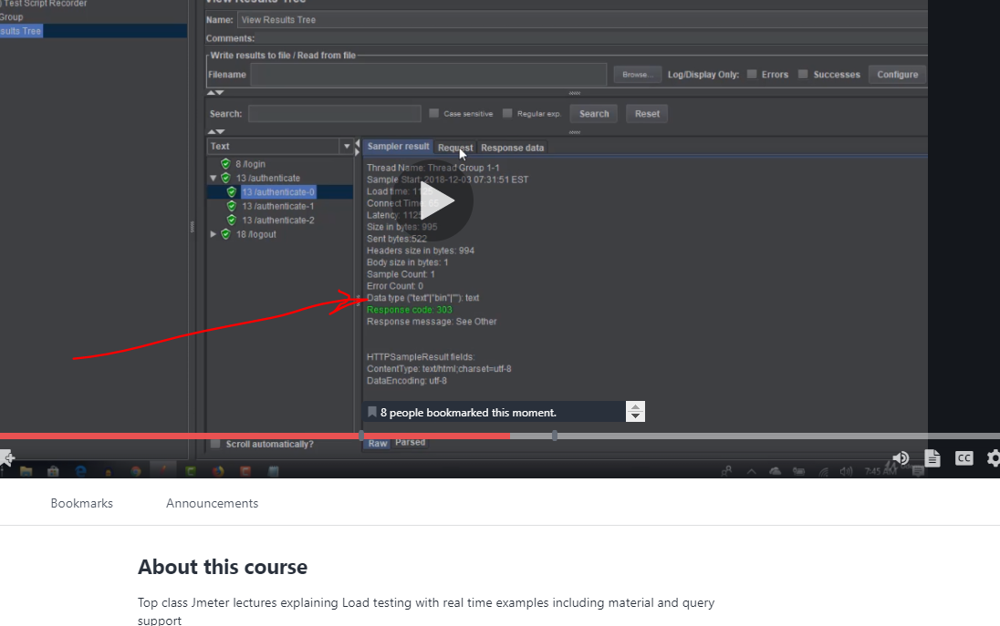 Test Script Recorder
Group
sults Tree
View Results Tree
Name: View Results Tree
Comments:
Write results to file / Read from file
Filename Browse... Log/Display Only: Errors Successes Configure
Search: Case sensitive Regular exp. Search Reset
Text
8 /login
13 /authenticate
13 /authenticate-0
13 /authenticate-1
13 /authenticate-2
18 /logout
Sampler result Request Response data
Thread Name: Thread Group 1-1
Sample Start: 2018-12-03 07:31:51 EST
Load time: 1125
Connect Time: 65
Latency: 1125
Size in bytes: 995
Sent bytes:522
Headers size in bytes: 994
Body size in bytes: 1
Sample Count: 1
Error Count: 0
Data type ("text"|"bin"|""): text
Response code: 303
Response message: See Other
HTTPSampleResult fields:
ContentType: text/html;charset=utf-8
DataEncoding: utf-8
8 people bookmarked this moment.
Scroll automatically? Raw Parsed
CC
7:45 AM
Bookmarks Announcements
About this course
Top class Jmeter lectures explaining Load testing with real time examples including material and query
support